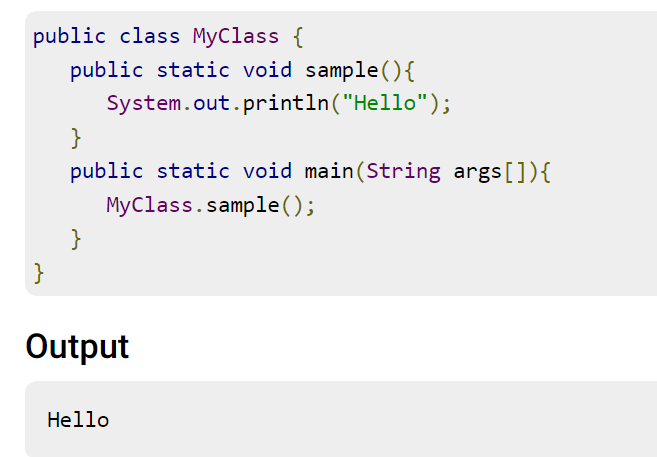 public class MyClass {
   public static void sample(){
      System.out.println("Hello");
   }
   public static void main(String args[]){
      MyClass.sample();
   }
}
Output
Hello